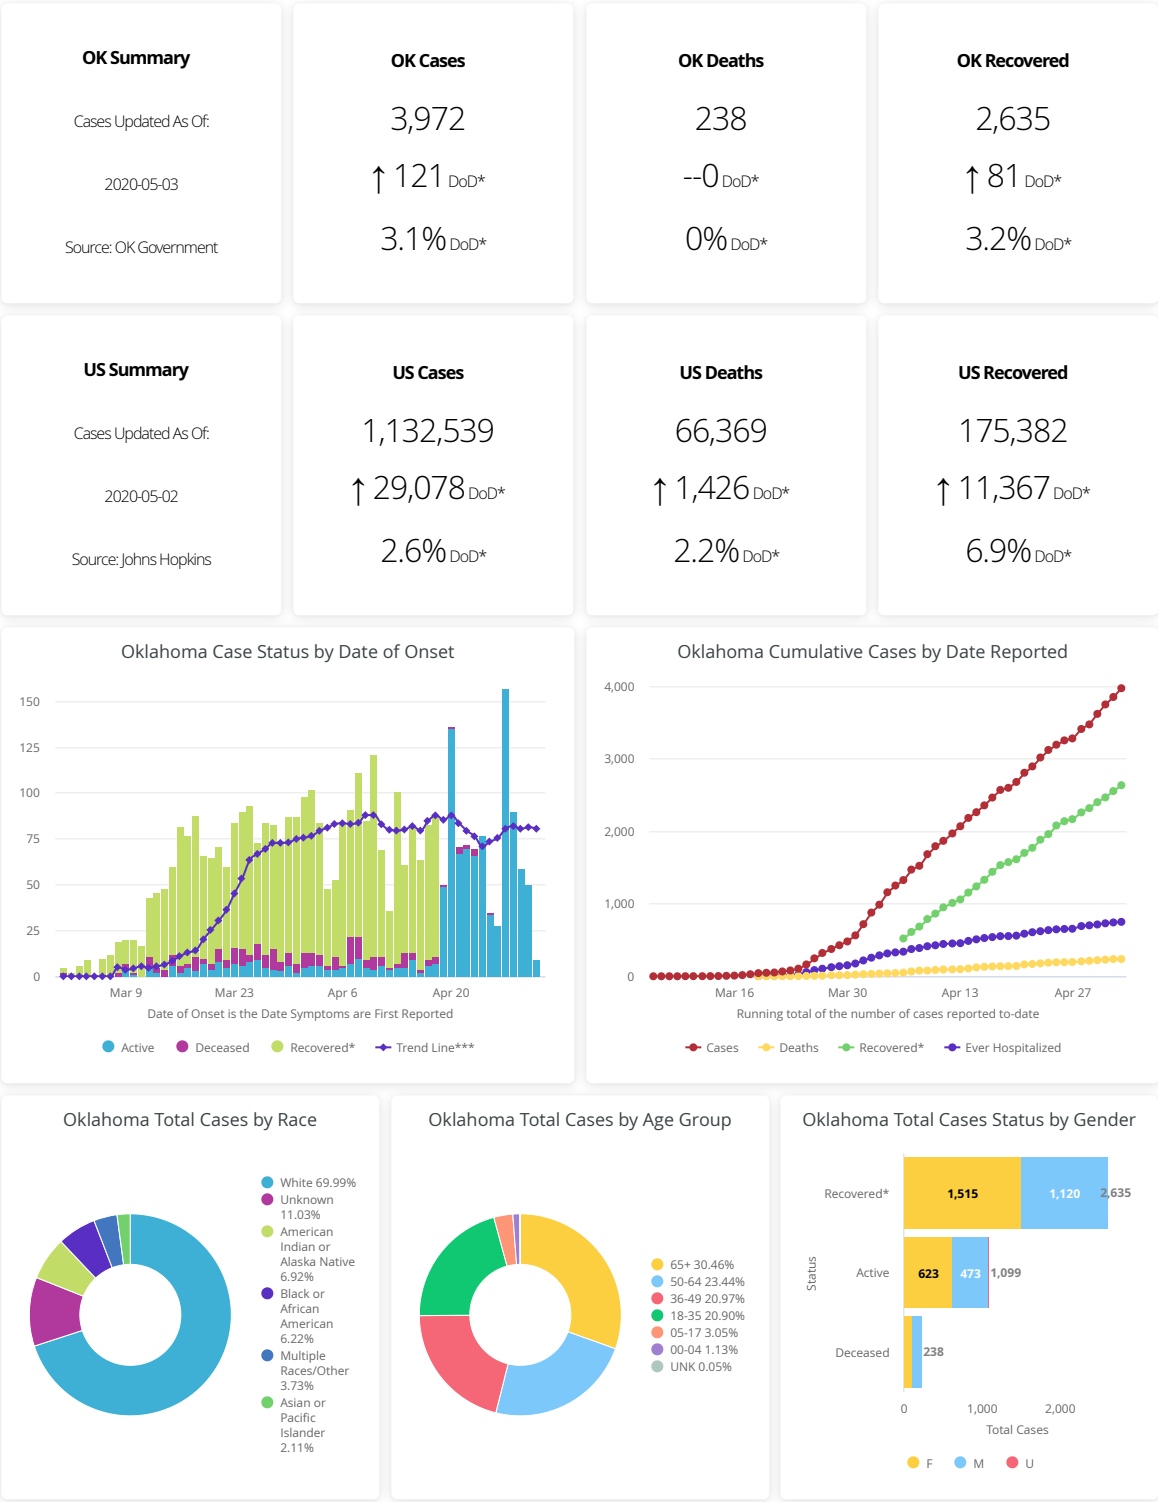 OK Summary
Cases Updated As Of:
2020-05-03
Source: OK Government
OK Cases
3,972
↑ 121 DoD*
3.1% DoD*
OK Deaths
238
--0 DoD*
0% DoD*
OK Recovered
2,635
↑ 81 DoD*
3.2% DoD*
US Summary
Cases Updated As Of:
2020-05-02
Source: Johns Hopkins
US Cases
1,132,539
↑ 29,078 DoD*
2.6% DoD*
US Deaths
66,369
↑ 1,426 DoD*
2.2% DoD*
US Recovered
175,382
↑ 11,367 DoD*
6.9% DoD*
Oklahoma Case Status by Date of Onset
150
125
100
75
50
25
0
Mar 9 Mar 23 Apr 6 Apr 20
Date of Onset is the Date Symptoms are First Reported
Active Deceased Recovered* Trend Line***
Oklahoma Cumulative Cases by Date Reported
4,000
3,000
2,000
1,000
0
Mar 16 Mar 30 Apr 13 Apr 27
Running total of the number of cases reported to-date
Cases Deaths Recovered* Ever Hospitalized
Oklahoma Total Cases by Race
White 69.99%
Unknown
11.03%
American
Indian or
Alaska Native
6.92%
Black or
African
American
6.22%
Multiple
Races/Other
3.73%
Asian or
Pacific
Islander
2.11%
Oklahoma Total Cases by Age Group
65+ 30.46%
50-64 23.44%
36-49 20.97%
18-35 20.90%
05-17 3.05%
00-04 1.13%
UNK 0.05%
Oklahoma Total Cases Status by Gender
Status
Recovered* 1,515 1,120 2,635
Active 623 473 1,099
Deceased 238
0 1,000 2,000
Total Cases
F M U